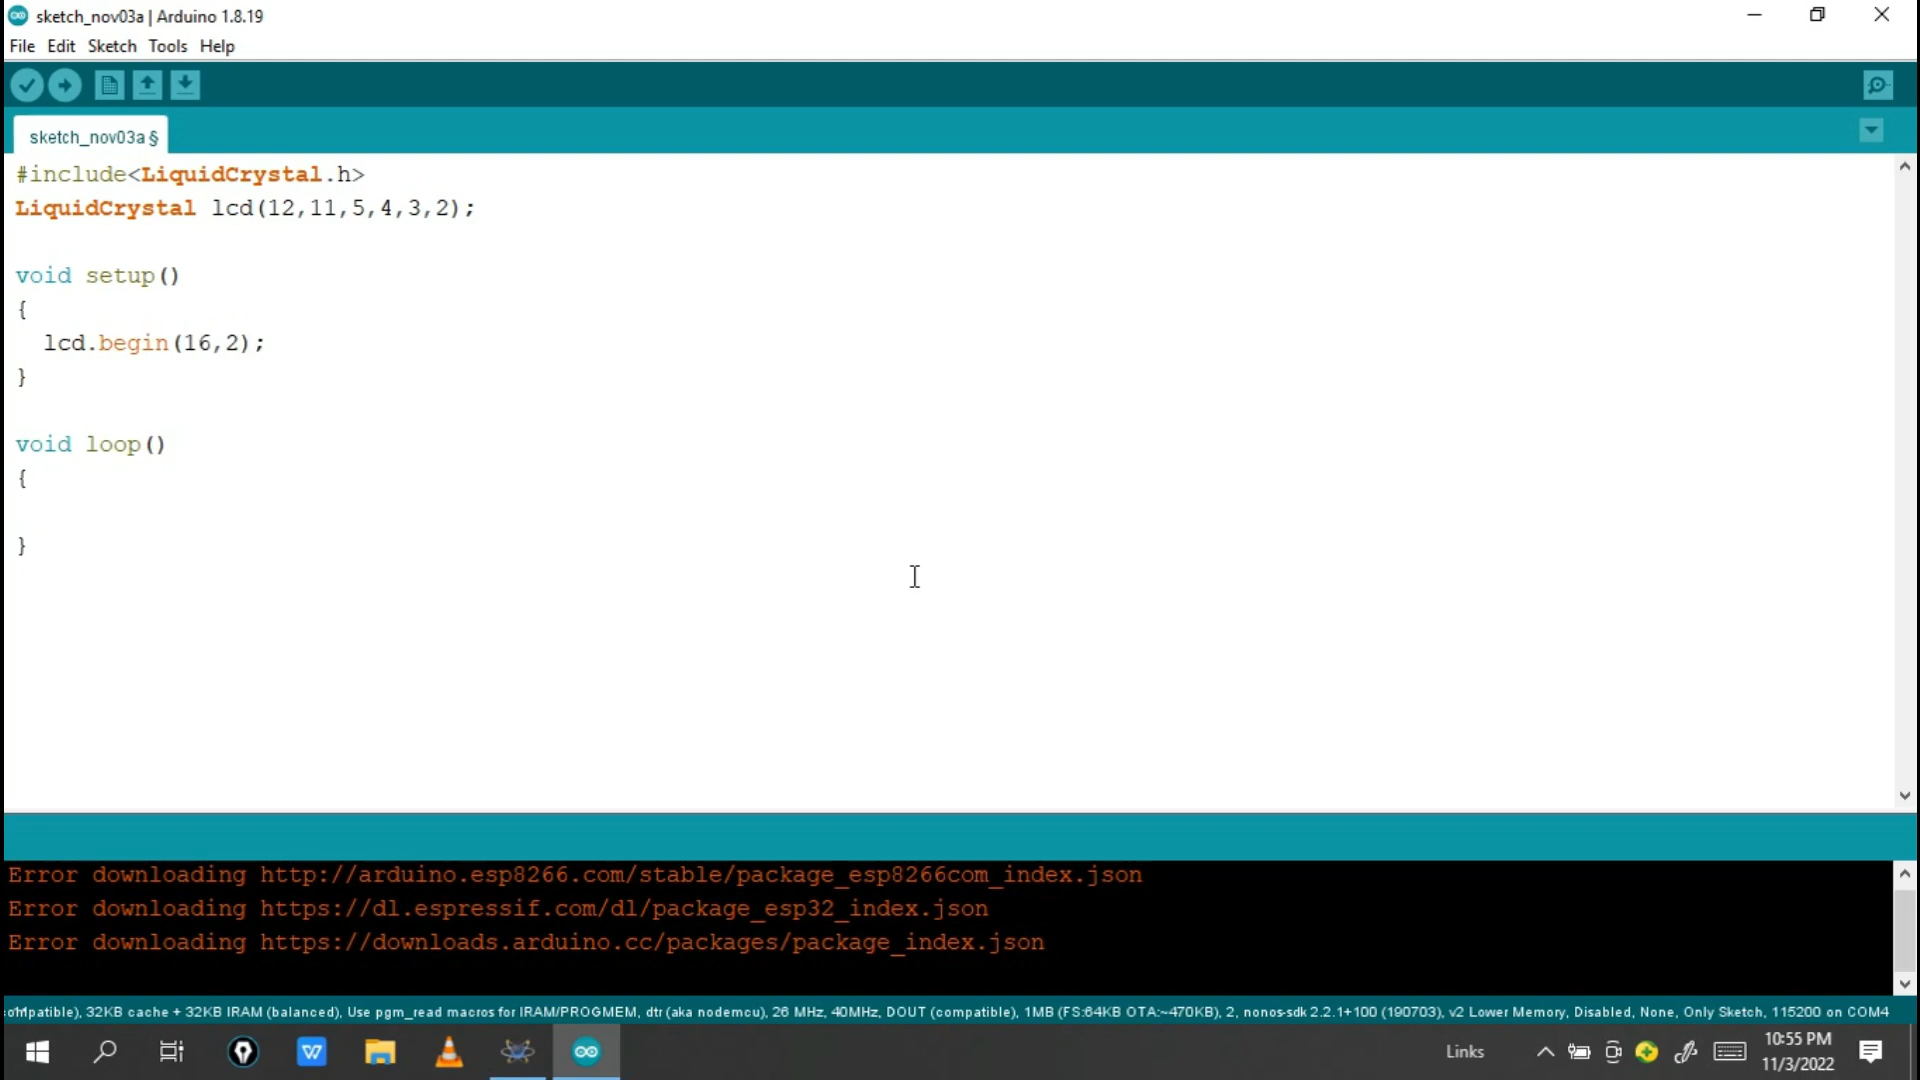 sketch_nov03a | Arduino 1.8.19
File Edit Sketch Tools Help
sketch_nov03a §
#include<LiquidCrystal.h>
LiquidCrystal lcd(12,11,5,4,3,2);
void setup()
{
lcd.begin(16,2);
}
void loop()
{
}
Error downloading http://arduino.esp8266.com/stable/package_esp8266com_index.json
Error downloading https://dl.espressif.com/dl/package_esp32_index.json
Error downloading https://downloads.arduino.cc/packages/package_index.json
32KB cache + 32KB IRAM (balanced), Use pgm_read macros for IRAM/PROGMEM, dtr (aka nodemcu), 26 MHz, 40MHz, DOUT (compatible), 1MB (FS:64KB OTA:~470KB), 2, nonos-sdk 2.2.1+100 (190703), v2 Lower Memory, Disabled, None, Only Sketch, 115200 on COM4
Links
10:55 PM
11/3/2022